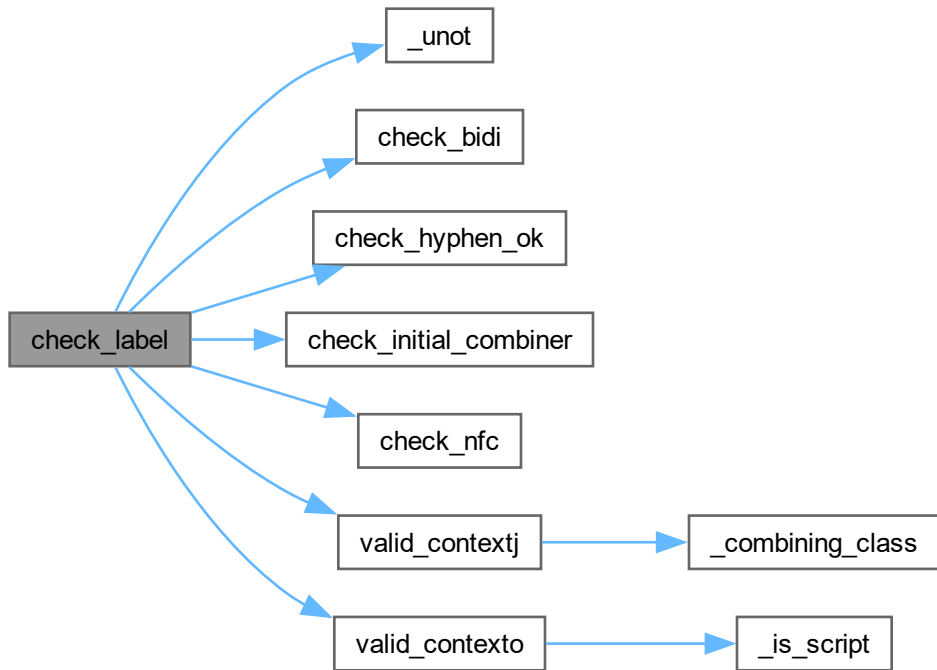 _unot
check_bidi
check_hyphen_ok
check_label
check_initial_combiner
check_nfc
valid_contextj
_combining_class
valid_contexto
_is_script